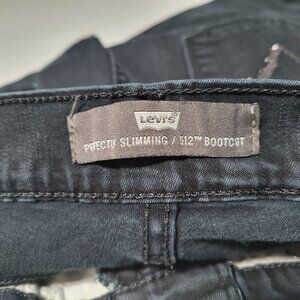 Levi's
PERFECTLY SLIMMING / 512™ BOOTCUT